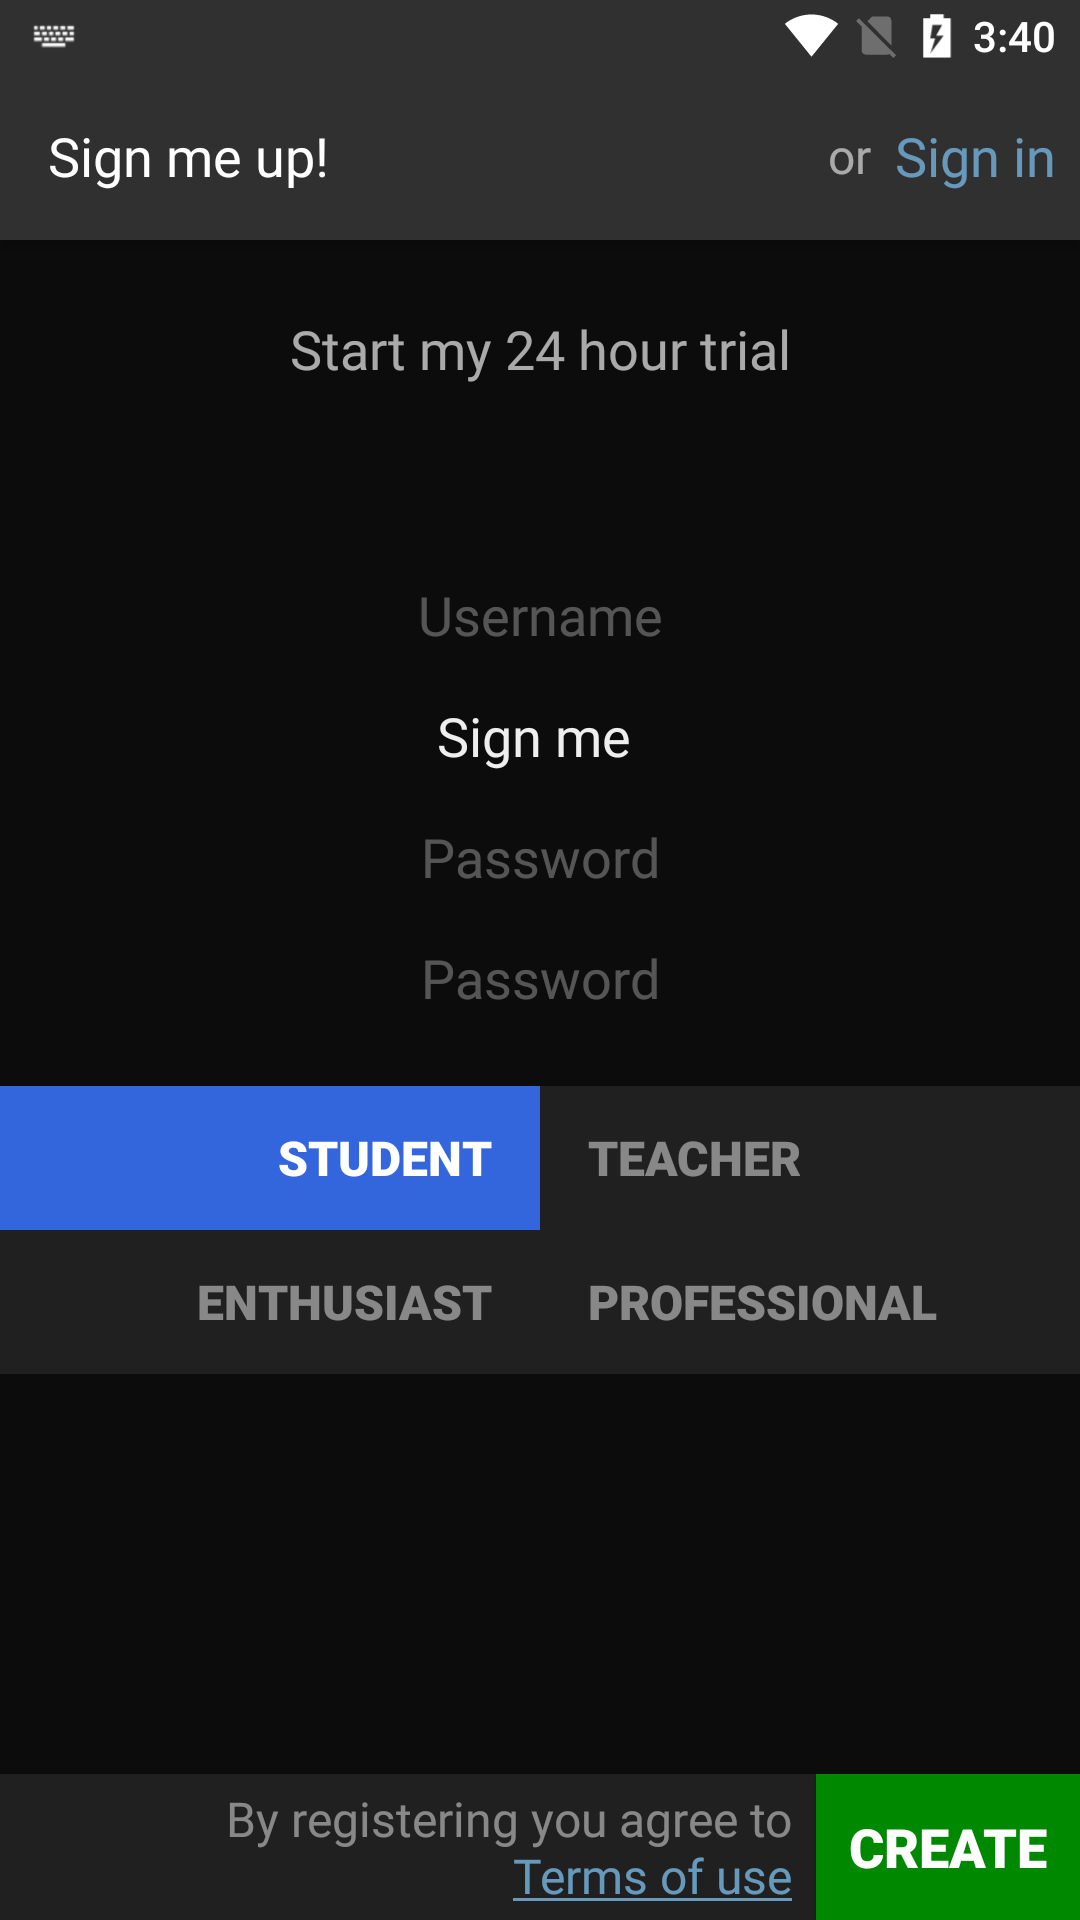 3:40
Sign me up! or Sign in
Start my 24 hour trial
Username
Sign me
Password
Password
STUDENT TEACHER
ENTHUSIAST PROFESSIONAL
By registering you agree to
Terms of use
CREATE